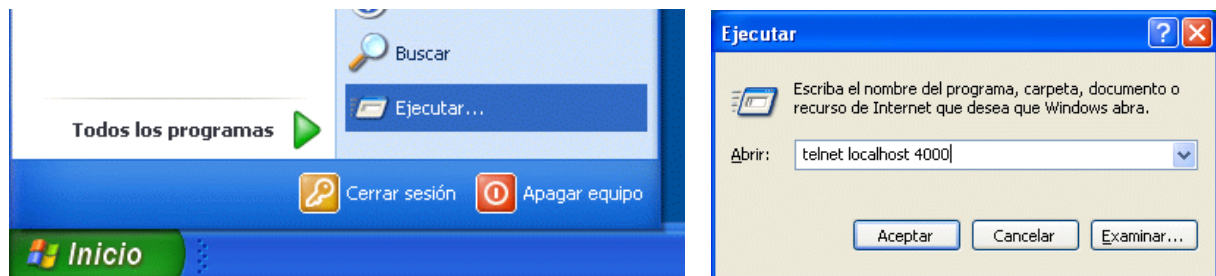 Buscar
Ejecutar...
Todos los programas
Cerrar sesión
Apagar equipo
Inicio
Ejecutar
Escriba el nombre del programa, carpeta, documento o
recurso de Internet que desea que Windows abra.
Abrir: telnet localhost 4000
Aceptar Cancelar Examinar...